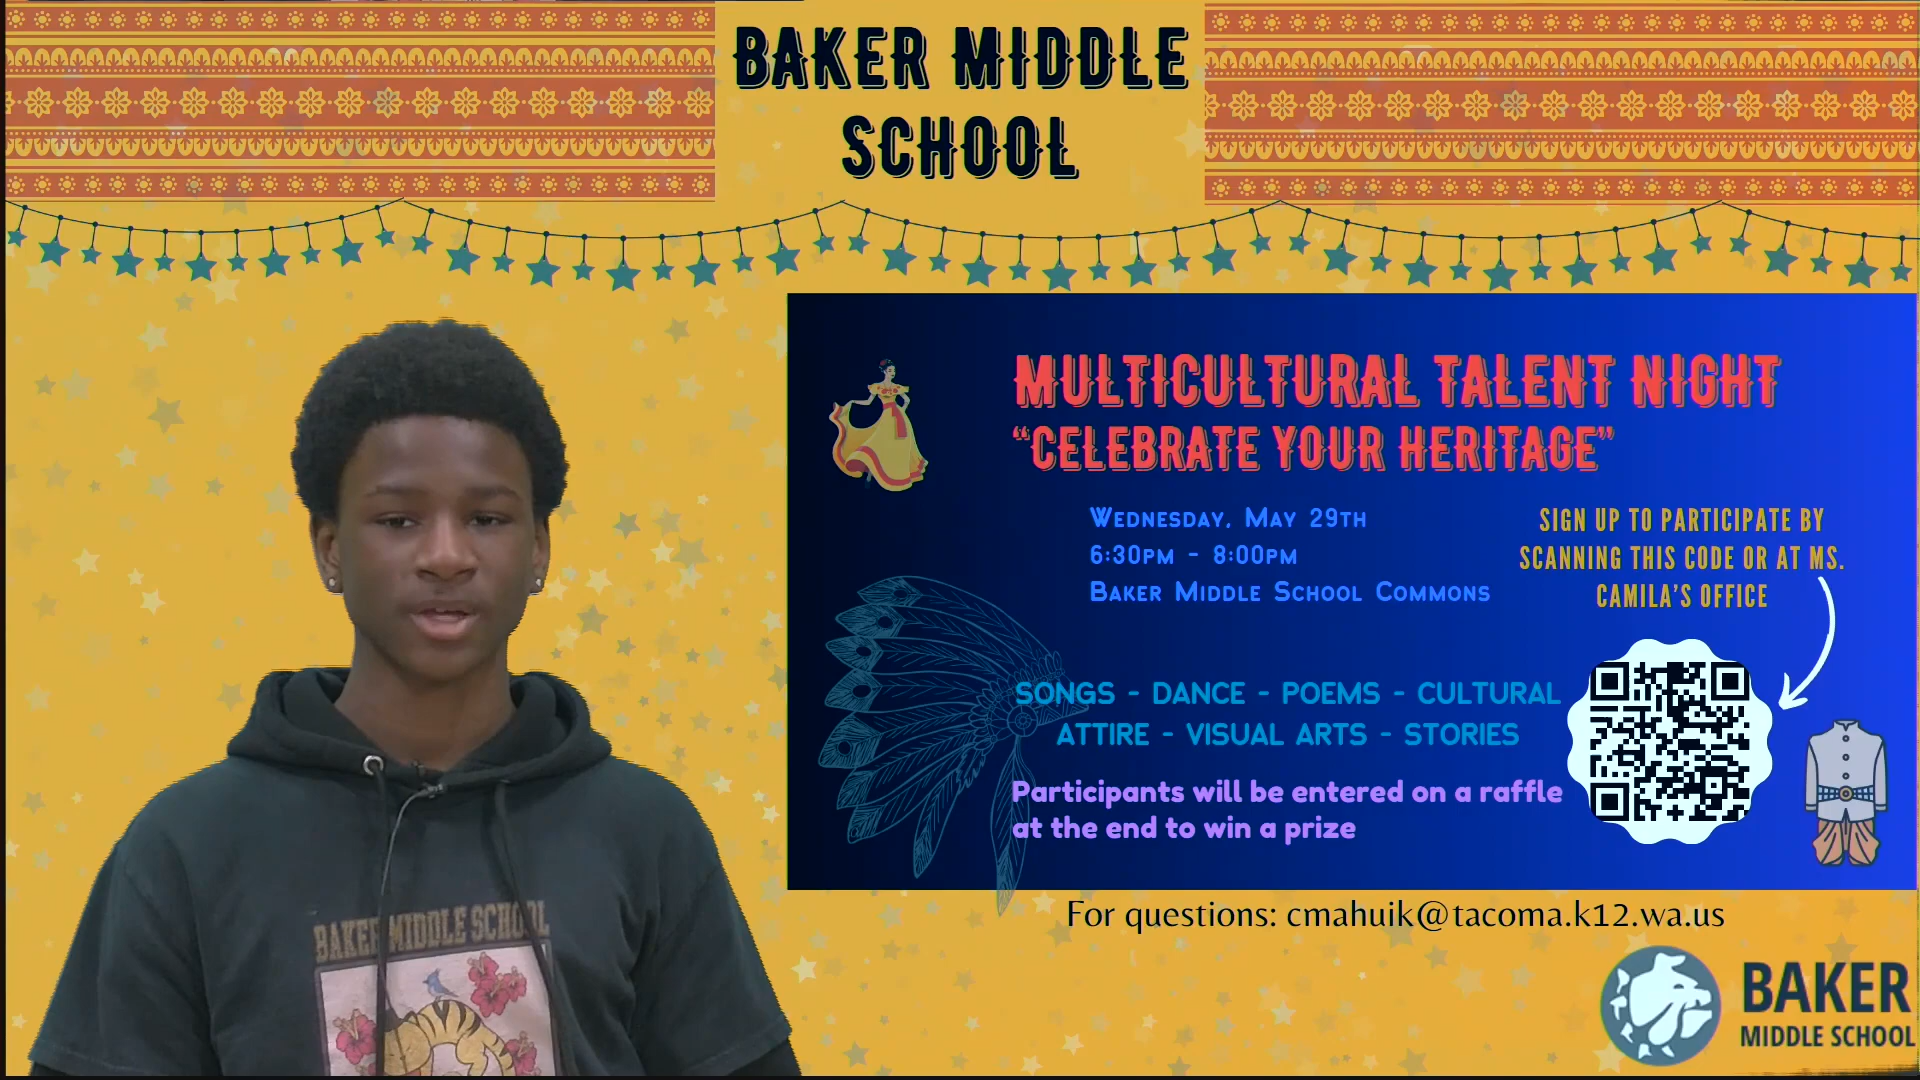 BAKER MIDDLE
SCHOOL
MULTICULTURAL TALENT NIGHT
“CELEBRATE YOUR HERITAGE”
Wednesday, May 29th
6:30pm - 8:00pm
Baker Middle School Commons
SIGN UP TO PARTICIPATE BY
SCANNING THIS CODE OR AT MS.
CAMILA'S OFFICE
SONGS - DANCE - POEMS - CULTURAL
ATTIRE - VISUAL ARTS - STORIES
Participants will be entered on a raffle
at the end to win a prize
For questions: cmahuik@tacoma.k12.wa.us
BAKER MIDDLE SCHOOL
BAKER
MIDDLE SCHOOL